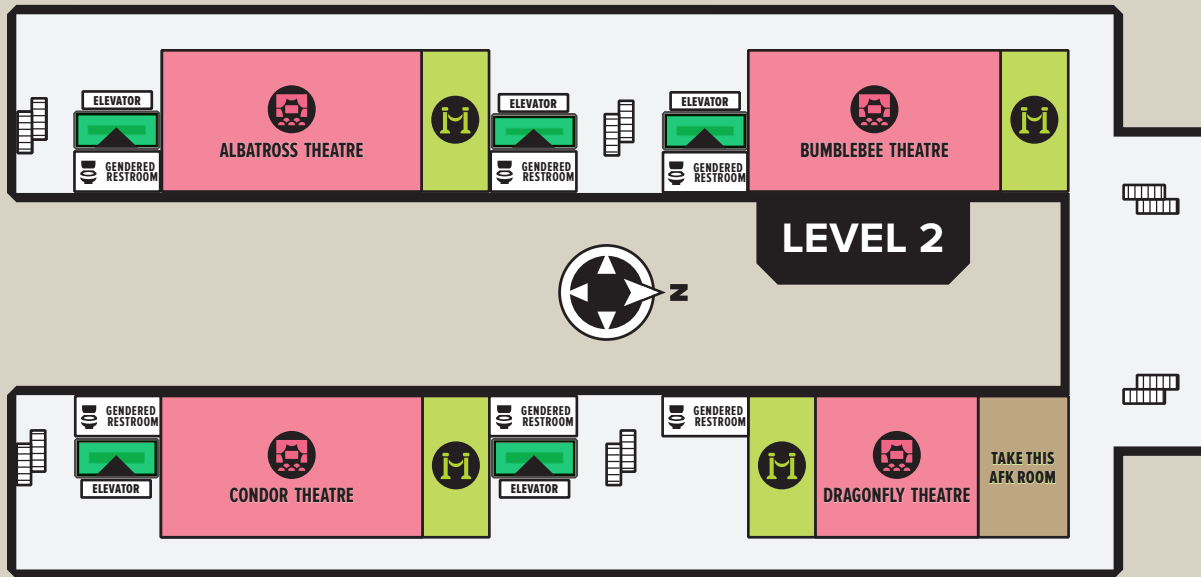 ELEVATOR
ELEVATOR
ELEVATOR
ALBATROSS THEATRE
BUMBLEBEE THEATRE
GENDERED
RESTROOM
GENDERED
RESTROOM
GENDERED
RESTROOM
LEVEL 2
N
GENDERED
RESTROOM
GENDERED
RESTROOM
GENDERED
RESTROOM
TAKE THIS
AFK ROOM
CONDOR THEATRE
DRAGONFLY THEATRE
ELEVATOR
ELEVATOR